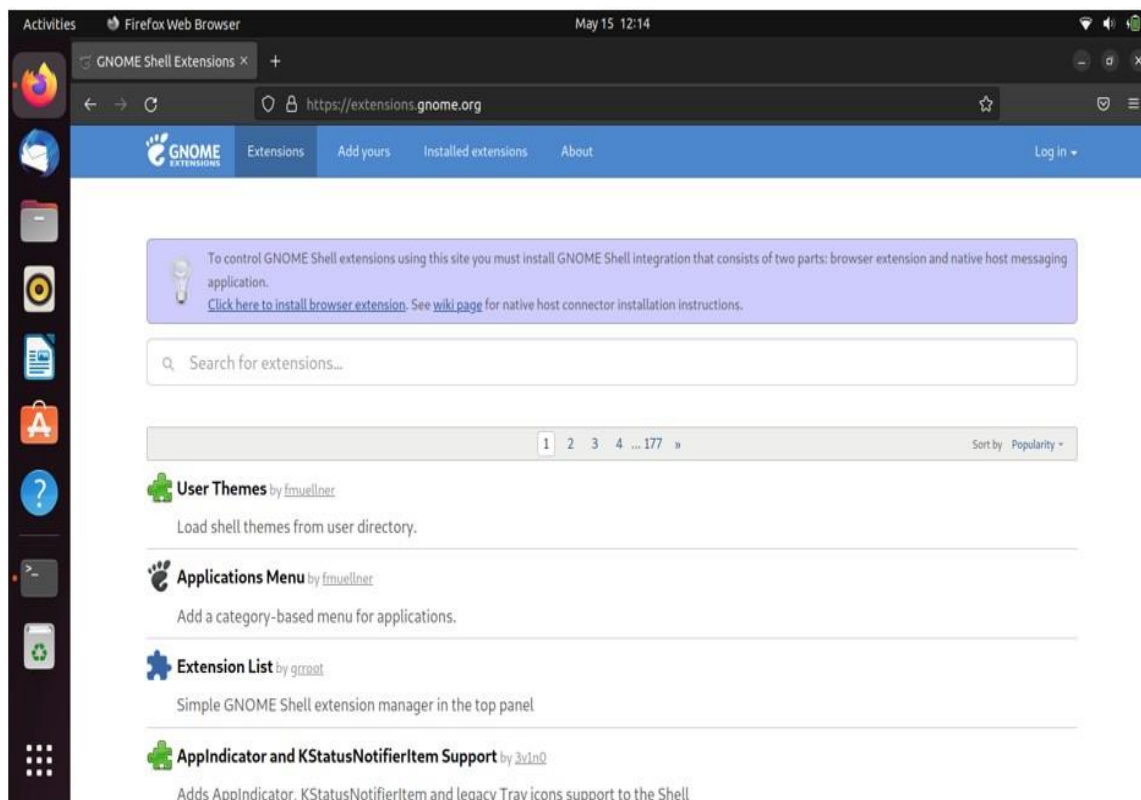 Activities Firefox Web Browser May 15 12:14
GNOME Shell Extensions × +
https://extensions.gnome.org
GNOME EXTENSIONS Extensions Add yours Installed extensions About Log in
To control GNOME Shell extensions using this site you must install GNOME Shell integration that consists of two parts: browser extension and native host messaging
application.
Click here to install browser extension. See wiki page for native host connector installation instructions.
Search for extensions...
1 2 3 4 ... 177 » Sort by Popularity
User Themes by fmuellner
Load shell themes from user directory.
Applications Menu by fmuellner
Add a category-based menu for applications.
Extension List by grroot
Simple GNOME Shell extension manager in the top panel
AppIndicator and KStatusNotifierItem Support by 3v1n0
Adds AppIndicator, KStatusNotifierItem and legacy Tray icons support to the Shell